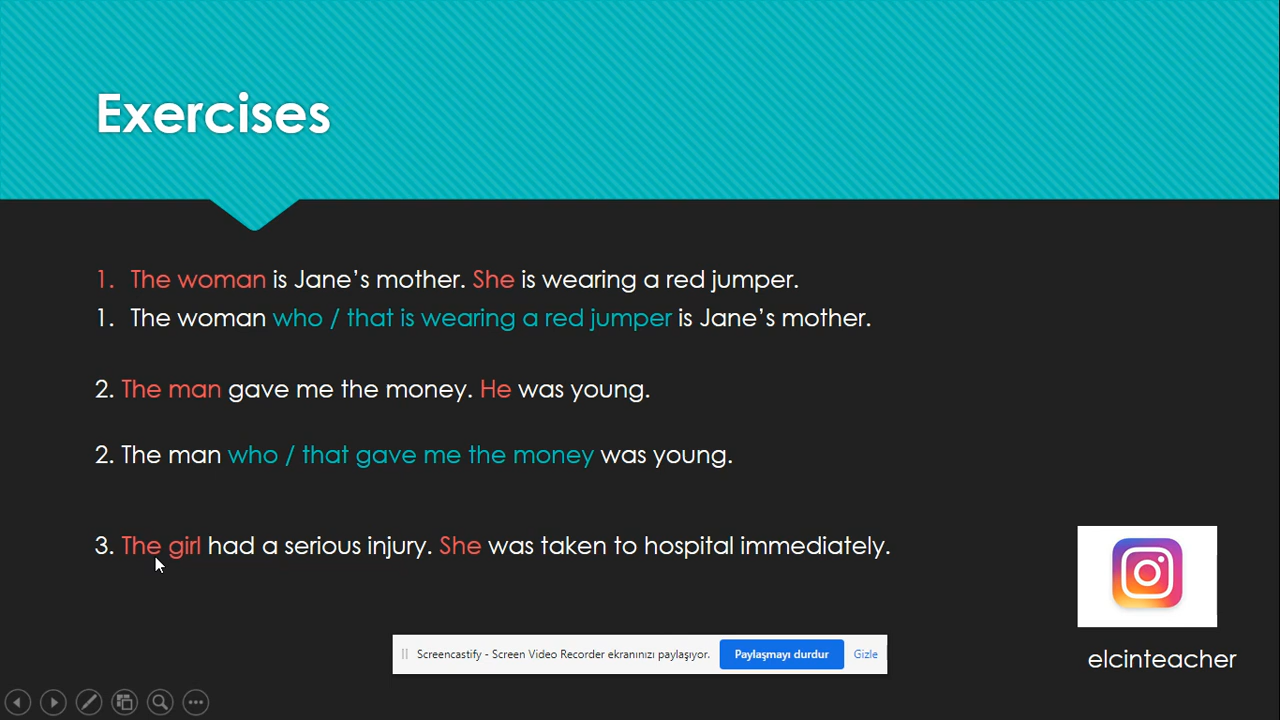 Exercises
1. The woman is Jane’s mother. She is wearing a red jumper.
1. The woman who / that is wearing a red jumper is Jane’s mother.
2. The man gave me the money. He was young.
2. The man who / that gave me the money was young.
3. The girl had a serious injury. She was taken to hospital immediately.
Screencastify - Screen Video Recorder ekranınızı paylaşıyor. Paylaşmayı durdur Gizle
elcinteacher